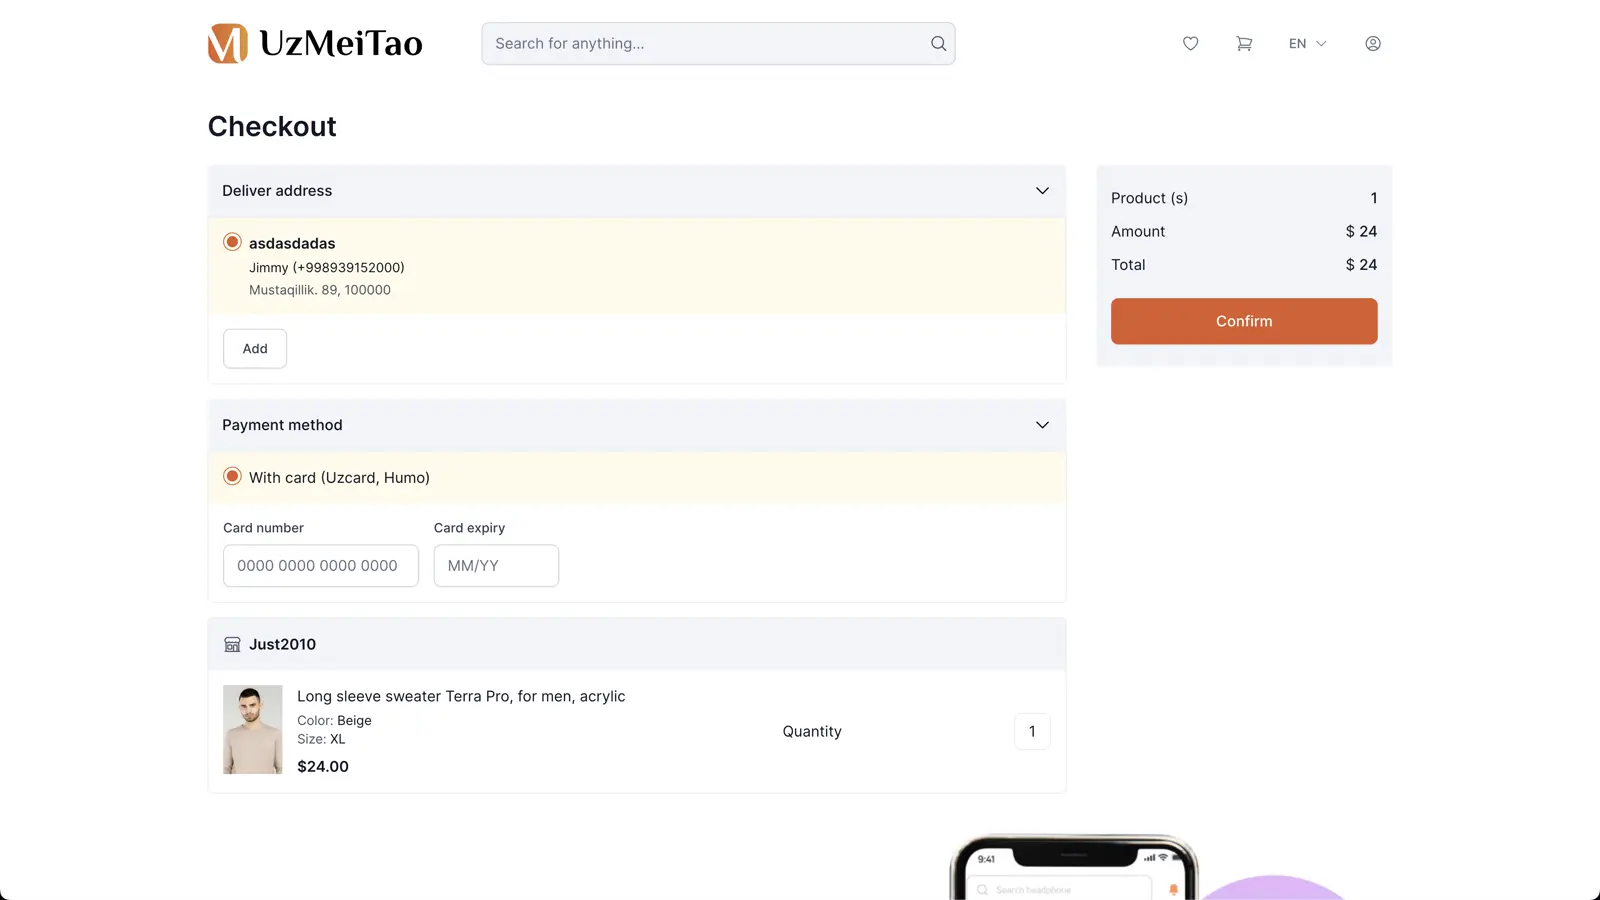 UzMeiTao
Search for anything...
EN
Checkout
Deliver address
asdasdadas
Jimmy (+998939152000)
Mustaqillik. 89, 100000
Add
Product (s) 1
Amount $ 24
Total $ 24
Confirm
Payment method
With card (Uzcard, Humo)
Card number Card expiry
0000 0000 0000 0000 MM/YY
Just2010
Long sleeve sweater Terra Pro, for men, acrylic
Color: Beige
Size: XL
$24.00
Quantity 1
9:41
Search headphone